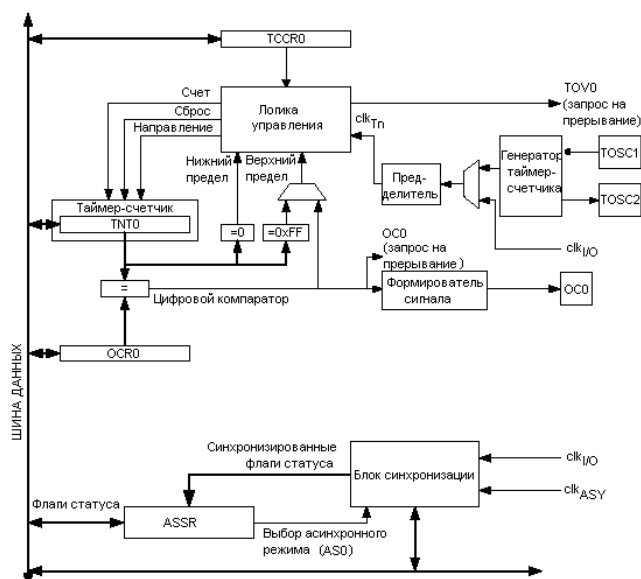 TCCR0
Счет
Сброс
Направление
Логика
управления
TOV0
(запрос на
прерывание)
clkTn
Нижний
предел
Верхний
предел
Пред-
делитель
Генератор
таймер-
счетчика
TOSC1
TOSC2
Таймер-счетчик
TNT0
=0
=0xFF
clkI/O
OC0
(запрос на
прерывание)
=
Цифровой компаратор
Формирователь
сигнала
OC0
OCR0
ШИНА ДАННЫХ
Синхронизированные
флаги статуса
Блок синхронизации
clkI/O
clkASY
Флаги статуса
ASSR
Выбор асинхронного
режима (AS0)